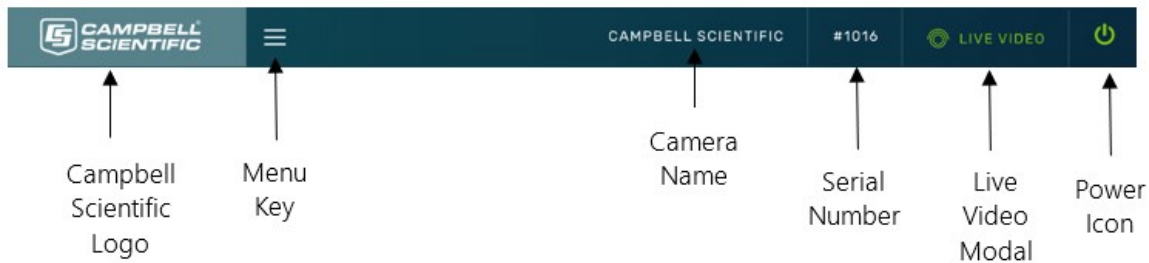 CAMPBELL
SCIENTIFIC
CAMPBELL SCIENTIFIC
#1016
LIVE VIDEO
Campbell
Scientific
Logo
Menu
Key
Camera
Name
Serial
Number
Live
Video
Modal
Power
Icon